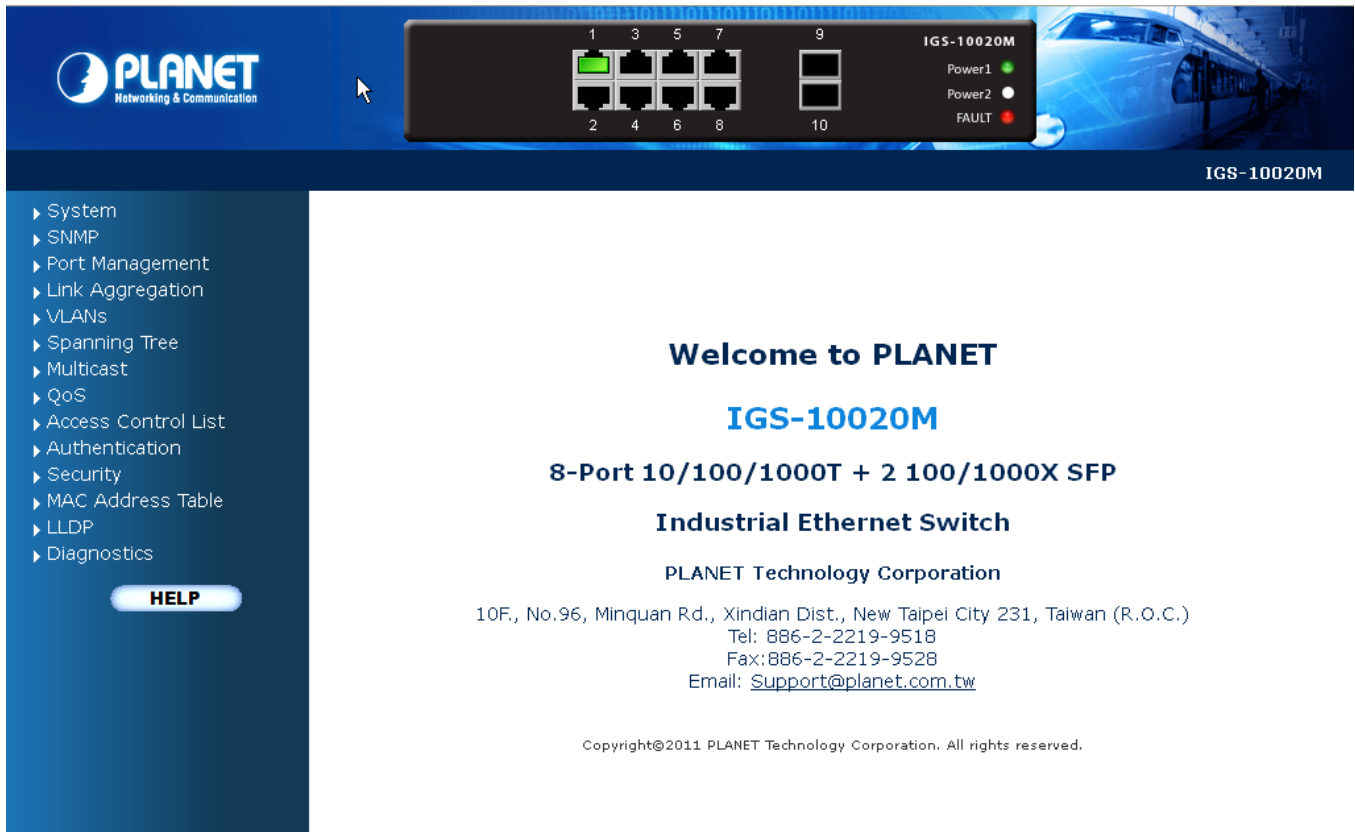 PLANET
Networking & Communication
1 3 5 7 9
2 4 6 8 10
IGS-10020M
Power1
Power2
FAULT
IGS-10020M
System
SNMP
Port Management
Link Aggregation
VLANs
Spanning Tree
Multicast
QoS
Access Control List
Authentication
Security
MAC Address Table
LLDP
Diagnostics
HELP
Welcome to PLANET
IGS-10020M
8-Port 10/100/1000T + 2 100/1000X SFP
Industrial Ethernet Switch
PLANET Technology Corporation
10F., No.96, Minquan Rd., Xindian Dist., New Taipei City 231, Taiwan (R.O.C.)
Tel: 886-2-2219-9518
Fax:886-2-2219-9528
Email: Support@planet.com.tw
Copyright@2011 PLANET Technology Corporation. All rights reserved.